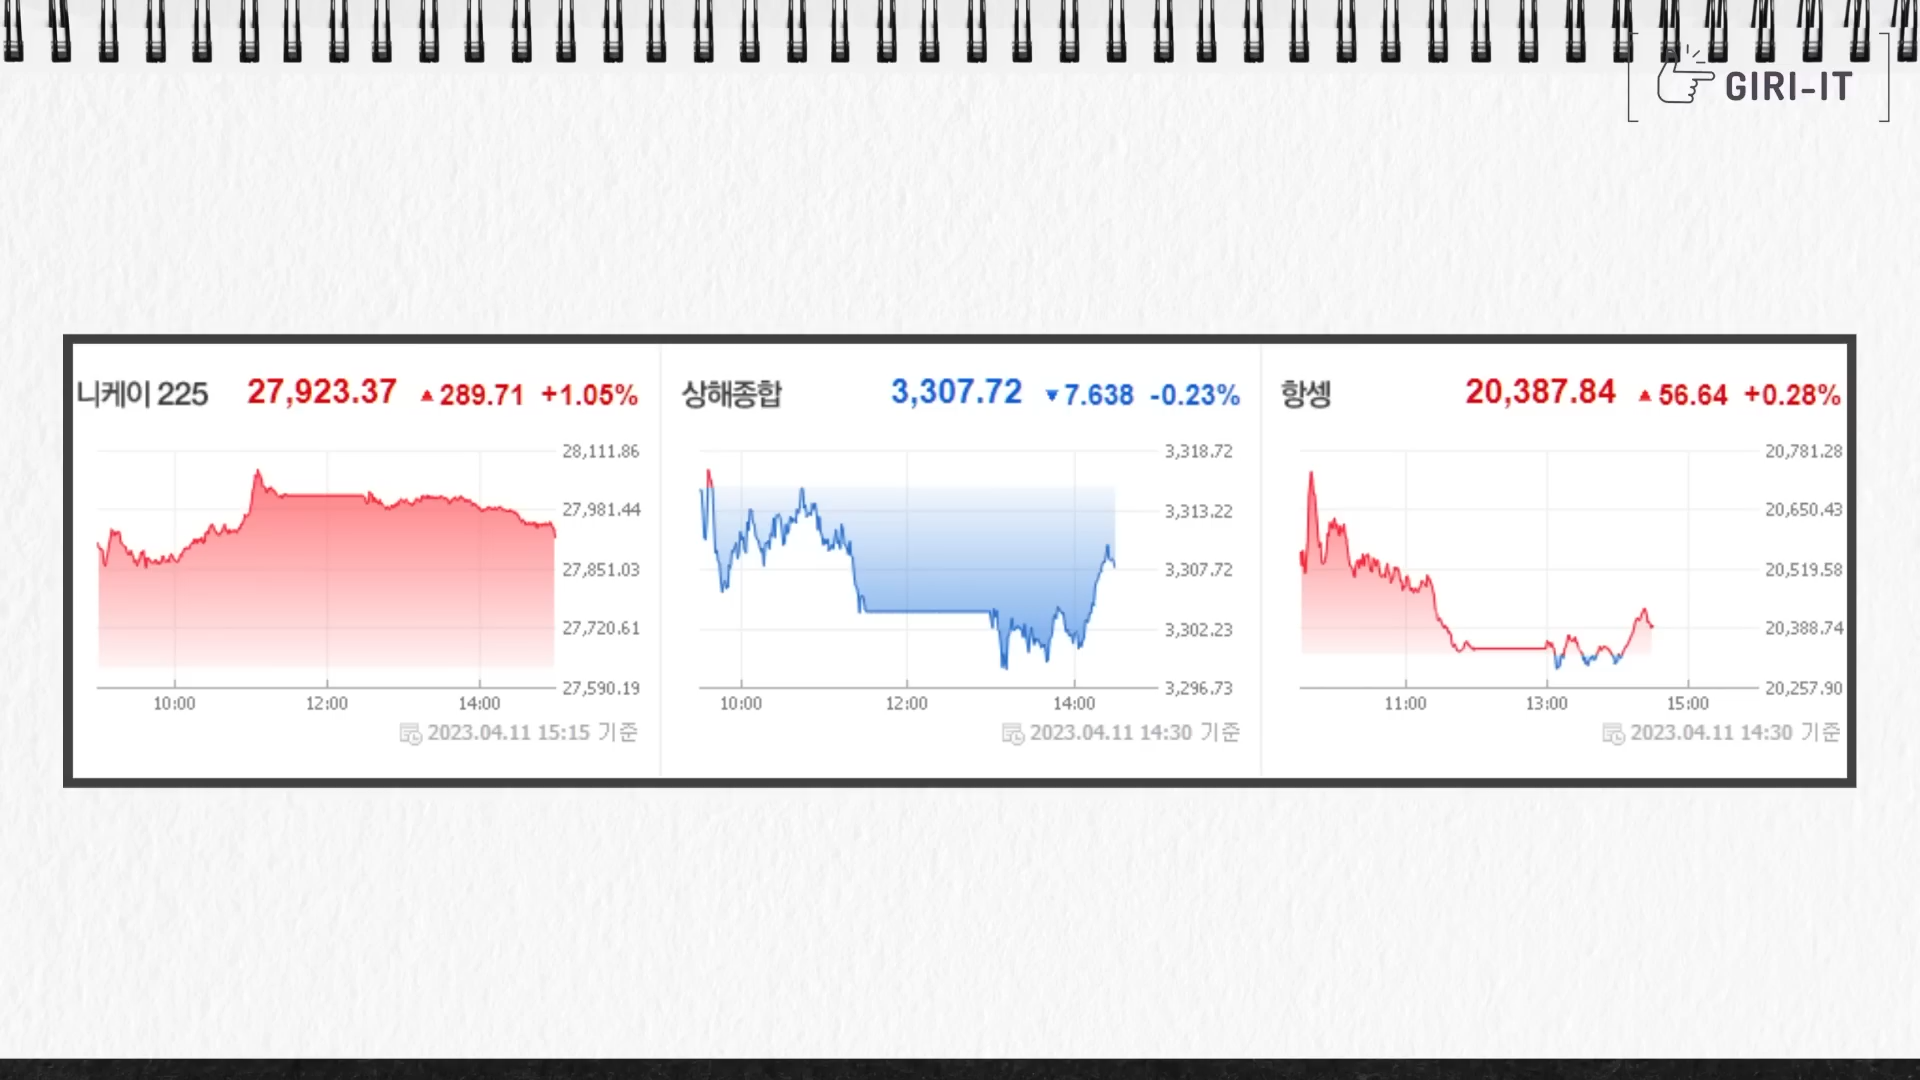 GIRI-IT
니케이 225 27,923.37 ▲289.71 +1.05%
28,111.86
27,981.44
27,851.03
27,720.61
27,590.19
10:00 12:00 14:00
2023.04.11 15:15 기준
상해종합 3,307.72 ▼7.638 -0.23%
3,318.72
3,313.22
3,307.72
3,302.23
3,296.73
10:00 12:00 14:00
2023.04.11 14:30 기준
항셍 20,387.84 ▲56.64 +0.28%
20,781.28
20,650.43
20,519.58
20,388.74
20,257.90
11:00 13:00 15:00
2023.04.11 14:30 기준